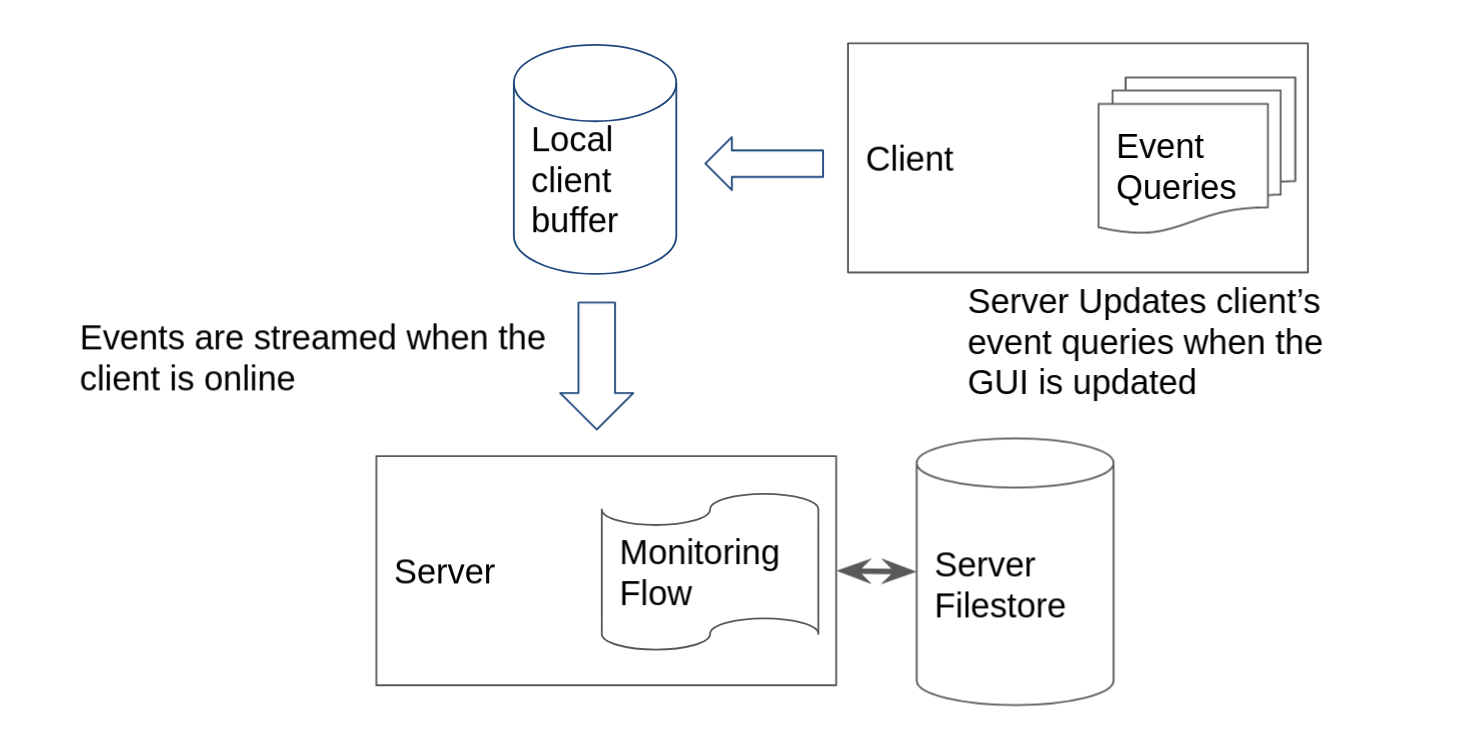 Local
client
buffer
Client
Event
Queries
Server Updates client’s
event queries when the
GUI is updated
Events are streamed when the
client is online
Server
Monitoring
Flow
Server
Filestore